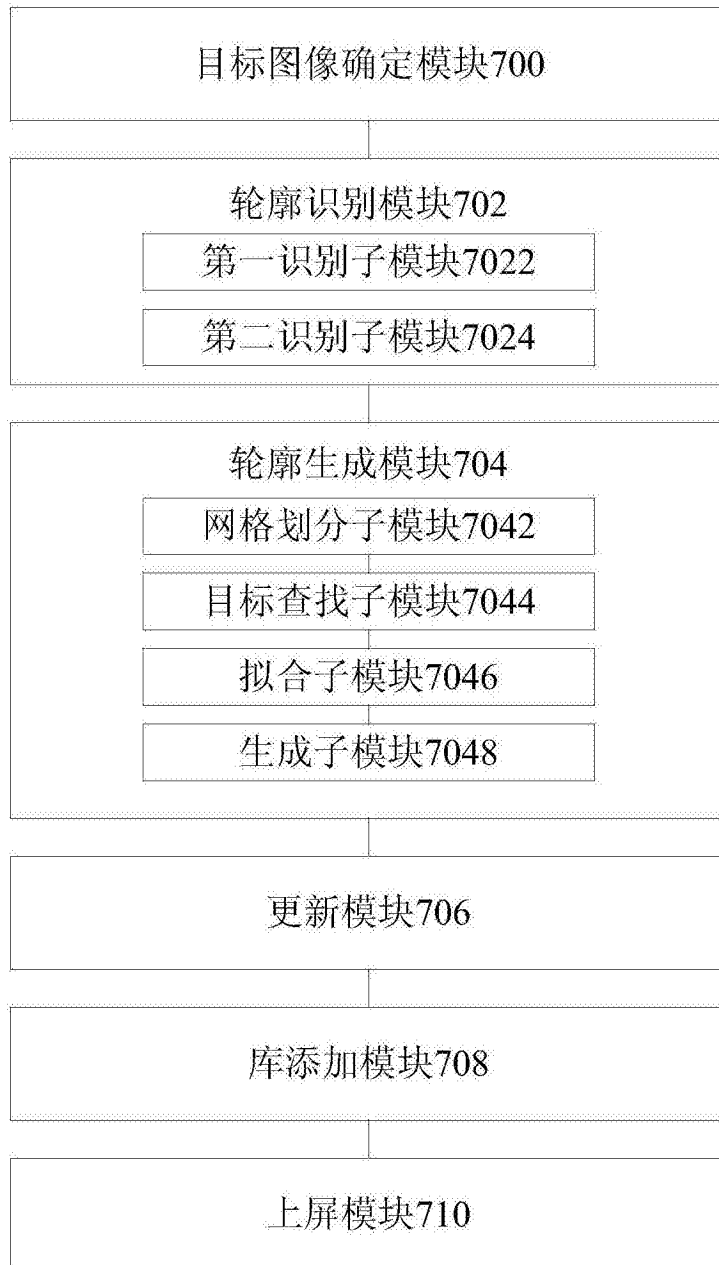 目标图像确定模块700
轮廓识别模块702
第一识别子模块7022
第二识别子模块7024
轮廓生成模块704
网格划分子模块7042
目标查找子模块7044
拟合子模块7046
生成子模块7048
更新模块706
库添加模块708
上屏模块710